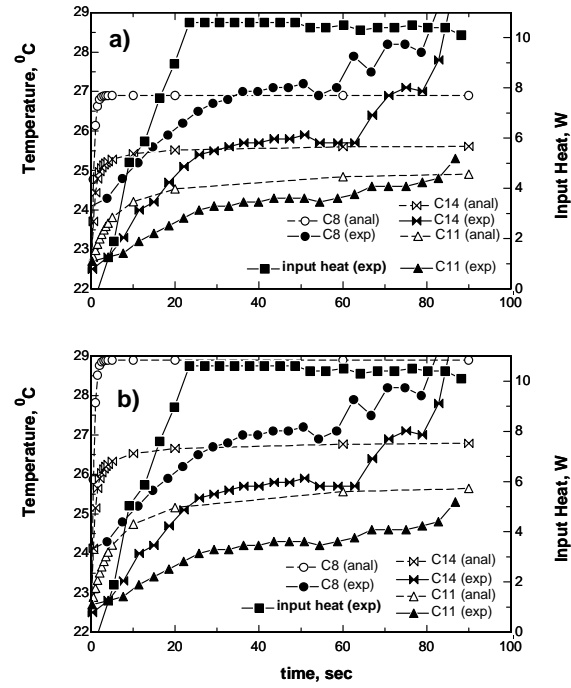 a)
Temperature, ⁰C
29
28
27
26
25
24
23
22
10
8
6
4
2
0
Input Heat, W
C8 (anal)
C8 (exp)
input heat (exp)
C14 (anal)
C14 (exp)
C11 (anal)
C11 (exp)
0 20 40 60 80 100
b)
Temperature, ⁰C
29
28
27
26
25
24
23
22
10
8
6
4
2
0
Input Heat, W
C8 (anal)
C8 (exp)
input heat (exp)
C14 (anal)
C14 (exp)
C11 (anal)
C11 (exp)
0 20 40 60 80 100
time, sec